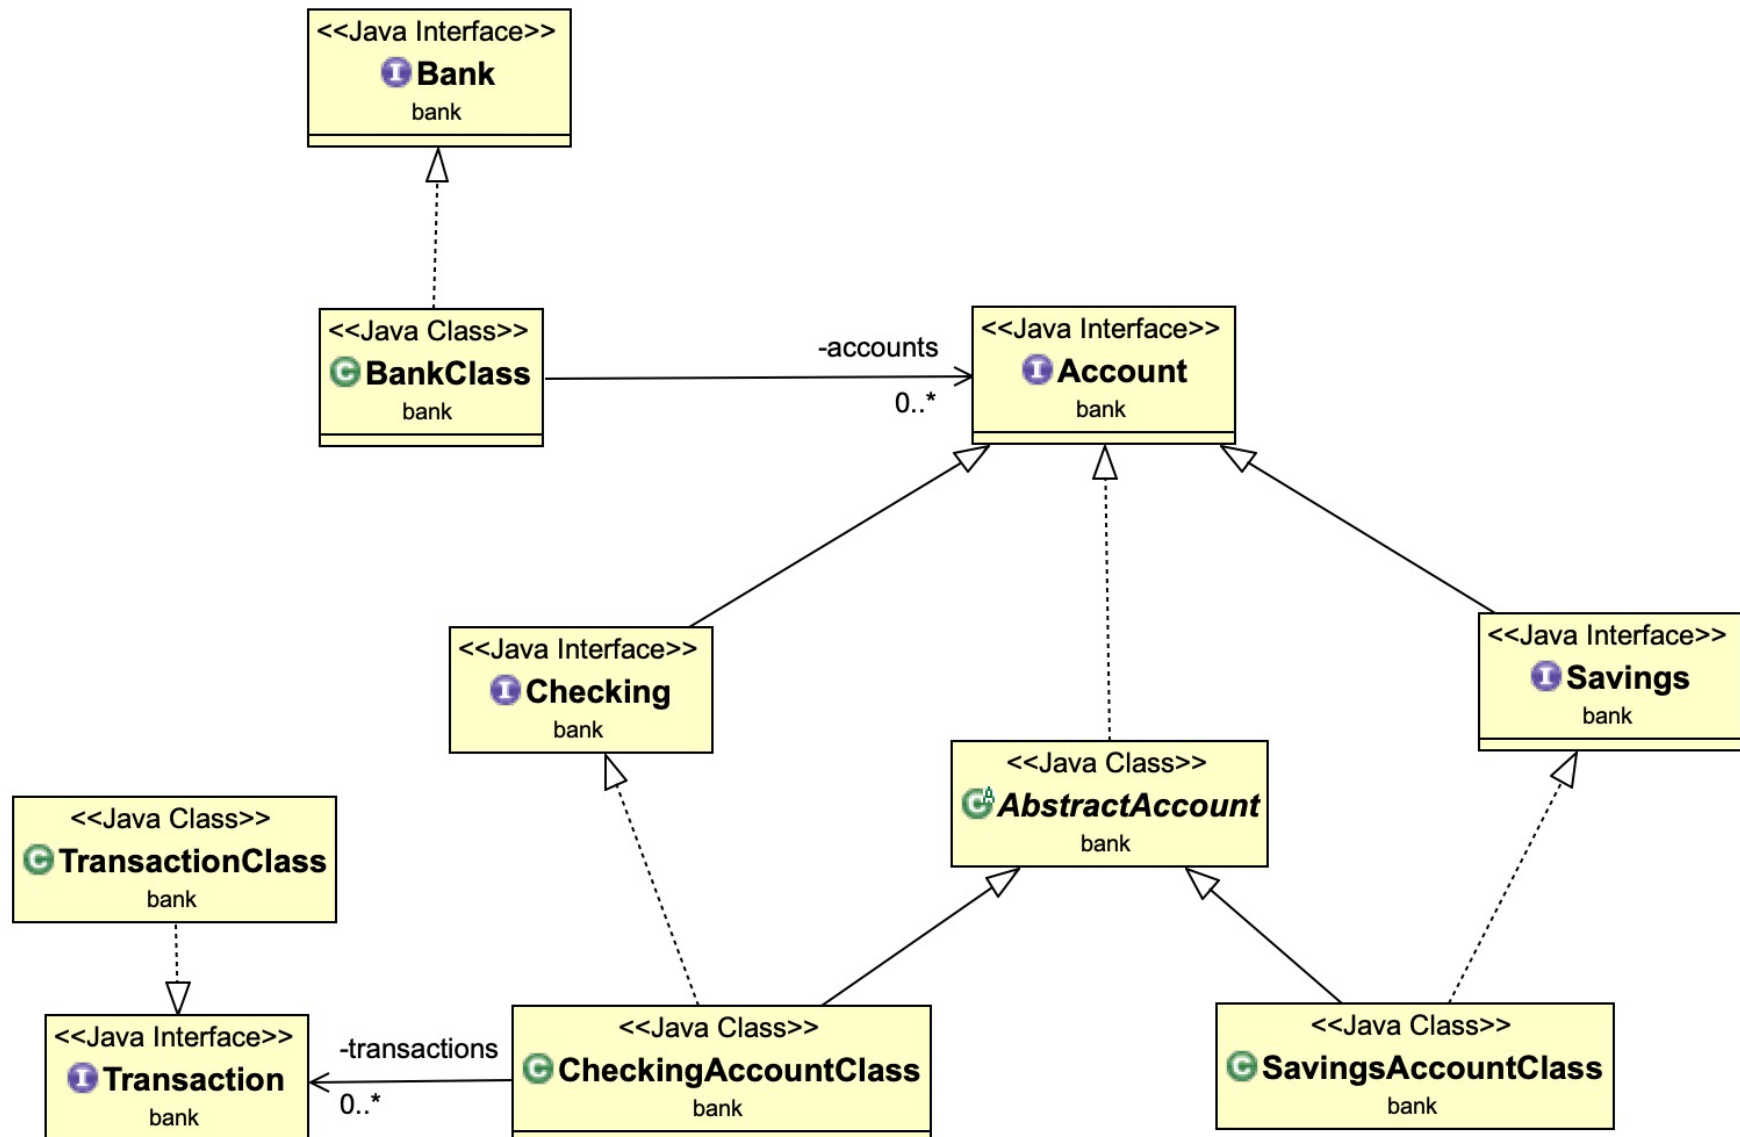 <<Java Interface>>
Bank
bank
<<Java Class>>
BankClass
bank
-accounts
0..*
<<Java Interface>>
Account
bank
<<Java Interface>>
Checking
bank
<<Java Interface>>
Savings
bank
<<Java Class>>
AbstractAccount
bank
<<Java Class>>
TransactionClass
bank
<<Java Interface>>
Transaction
bank
-transactions
0..*
<<Java Class>>
CheckingAccountClass
bank
<<Java Class>>
SavingsAccountClass
bank